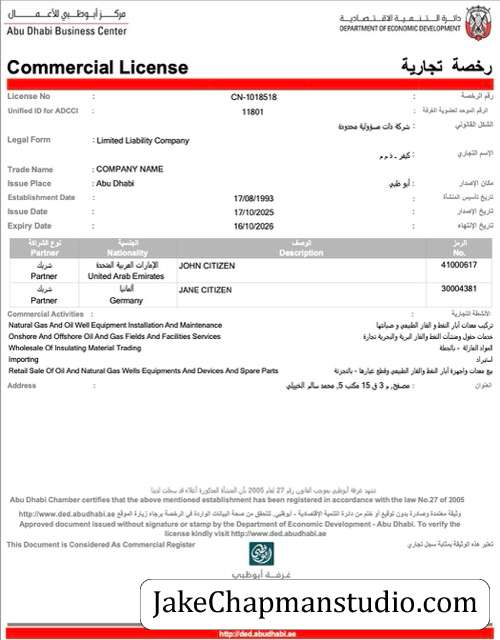 مركز أبوظبي للأعمال
Abu Dhabi Business Center
دائرة التنمية الاقتصادية
DEPARTMENT OF ECONOMIC DEVELOPMENT
Commercial License رخصة تجارية
License No : CN-1018518 : رقم الرخصة
Unified ID for ADCCI : 11801 : الرقم الموحد لعضوية الغرفة
شركة ذات مسؤولية محدودة : الشكل القانوني
Legal Form : Limited Liability Company
كيفر - ذ م م : الإسم التجاري
Trade Name : COMPANY NAME
Issue Place : Abu Dhabi أبو ظبي : مكان الإصدار
Establishment Date : 17/08/1993 : تاريخ تأسيس المنشأة
Issue Date : 17/10/2025 : تاريخ الإصدار
Expiry Date : 16/10/2026 : تاريخ الإنتهاء
نوع الشراكة الجنسية الوصف الرمز
Partner Nationality Description No.
شريك الإمارات العربية المتحدة JOHN CITIZEN 41000617
Partner United Arab Emirates
شريك ألمانيا JANE CITIZEN 30004381
Partner Germany
Commercial Activities : : الأنشطة التجارية
Natural Gas And Oil Well Equipment Installation And Maintenance تركيب معدات آبار النفط و الغاز الطبيعي و صيانتها
Onshore And Offshore Oil And Gas Fields And Facilities Services خدمات حقول ومنشآت النفط والغاز البرية والبحرية تجارة
Wholesale Of Insulating Material Trading المواد العازلة - بالجملة
Importing استيراد
Retail Sale Of Oil And Natural Gas Wells Equipments And Devices And Spare Parts بيع معدات واجهزة آبار النفط والغاز الطبيعي وقطع غيارها - بالتجزئة
Address : مصفح, م 3 ق 15 مكتب 5, محمد سالم الخييلي : العنوان
تشهد غرفة أبوظبي بموجب القانون رقم 27 لعام 2005 بأن المنشأة المذكورة أعلاه قد سجلت لدينا
Abu Dhabi Chamber certifies that the above mentioned establishment has been registered in accordance with the law No.27 of 2005
وثيقة معتمدة وصادرة بدون توقيع أو ختم من دائرة التنمية الإقتصادية - أبوظبي. للتحقق من صحة البيانات الواردة في الرخصة برجاء زيارة الموقع http://www.ded.abudhabi.ae
Approved document issued without signature or stamp by the Department of Economic Development - Abu Dhabi. To verify the
license kindly visit http://www.ded.abudhabi.ae
This Document is Considered As Commercial Register تعتبر هذه الوثيقة بمثابة سجل تجاري
غرفة أبوظبي
JakeChapmanstudio.com
http://ded.abudhabi.ae